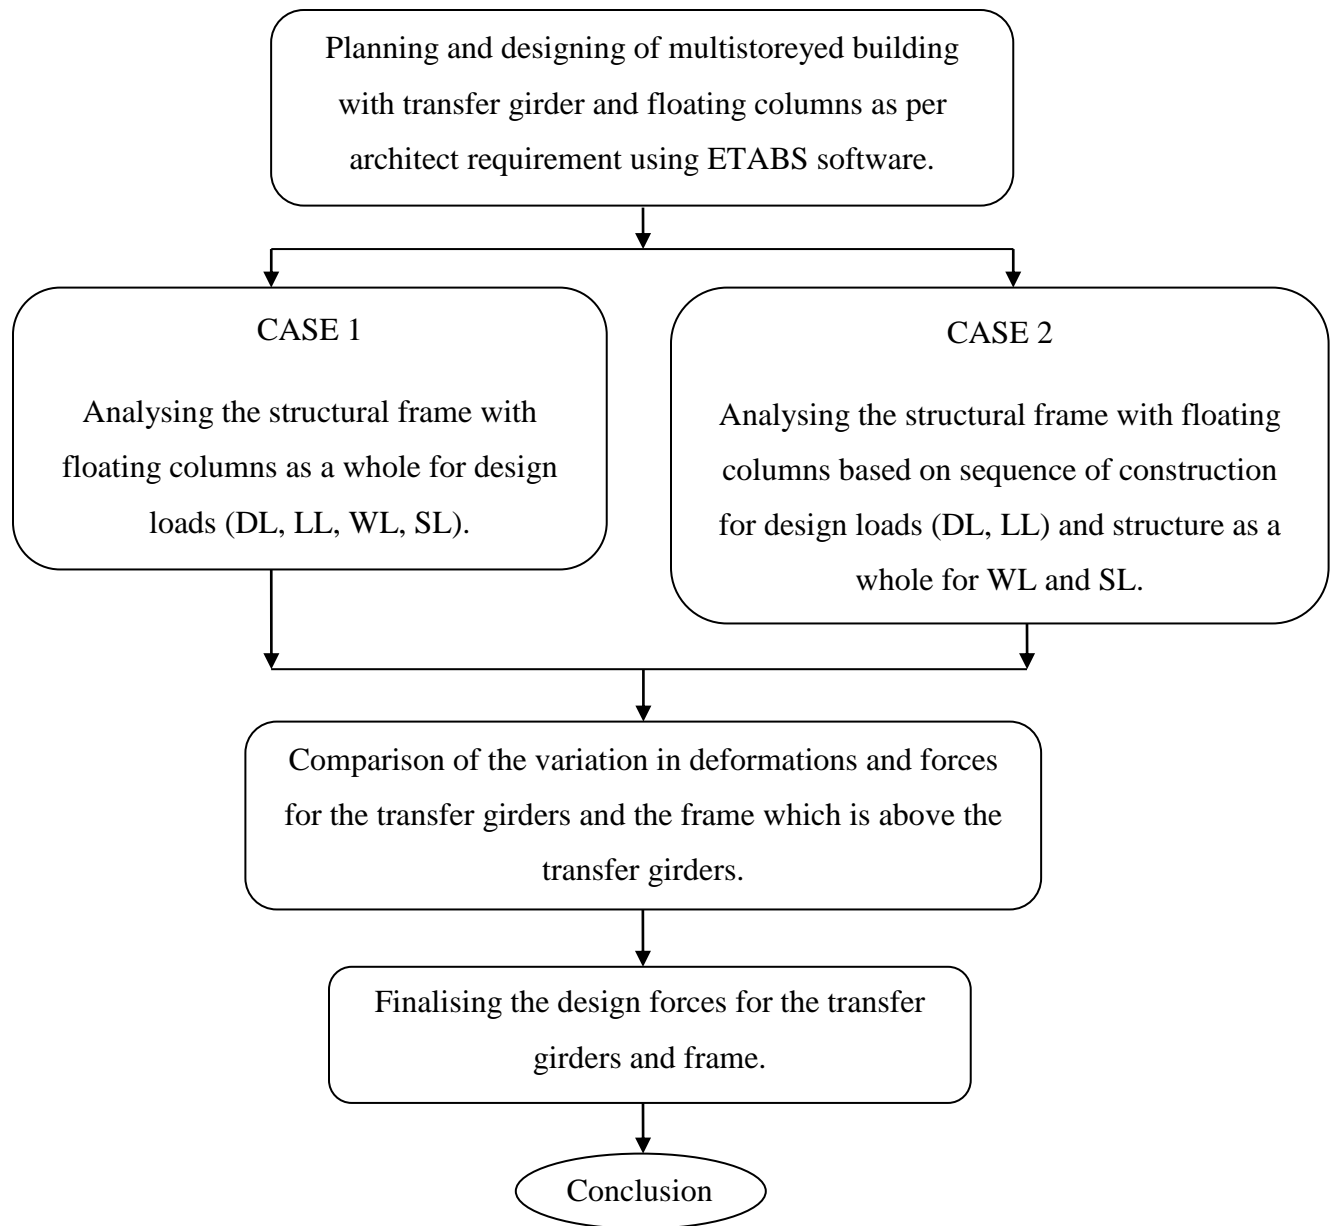 Planning and designing of multistoreyed building
with transfer girder and floating columns as per
architect requirement using ETABS software.
CASE 1
Analysing the structural frame with
floating columns as a whole for design
loads (DL, LL, WL, SL).
CASE 2
Analysing the structural frame with floating
columns based on sequence of construction
for design loads (DL, LL) and structure as a
whole for WL and SL.
Comparison of the variation in deformations and forces
for the transfer girders and the frame which is above the
transfer girders.
Finalising the design forces for the transfer
girders and frame.
Conclusion